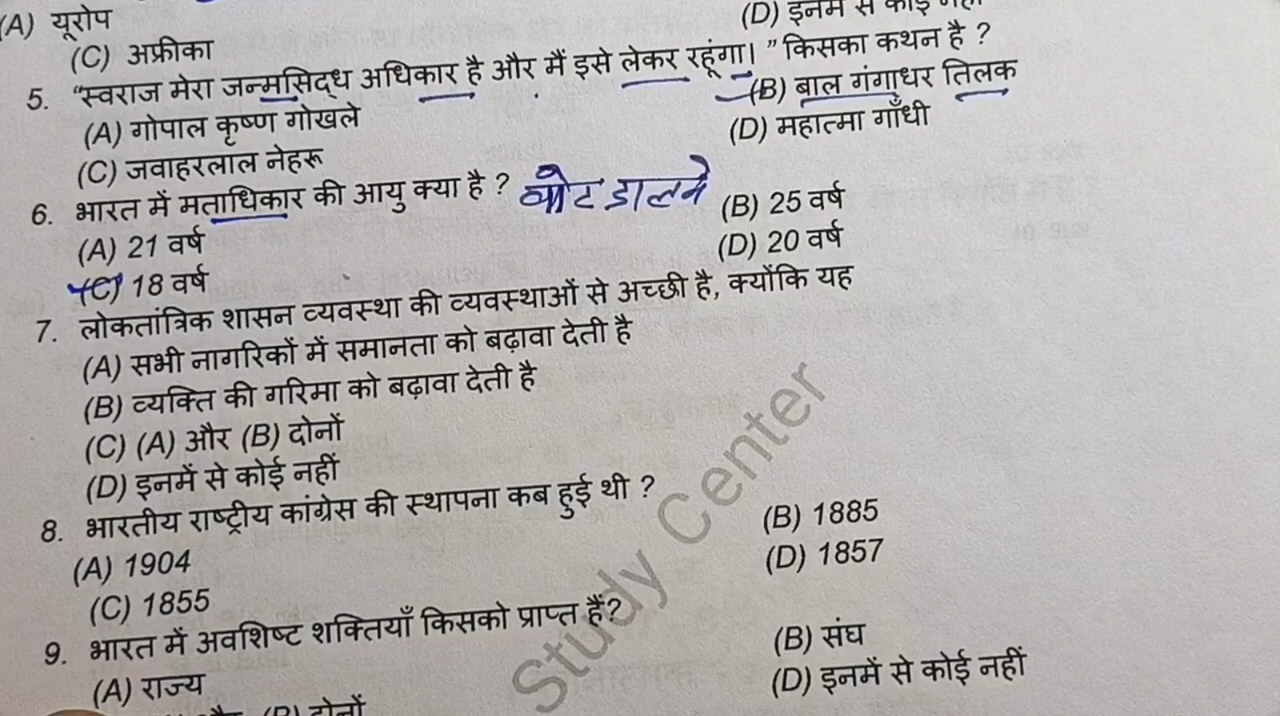 (A) यूरोप
(D) इनमें से कोई नहीं
(C) अफ्रीका
5. “स्वराज मेरा जन्मसिद्ध अधिकार है और मैं इसे लेकर रहूंगा। ” किसका कथन है ?
(A) गोपाल कृष्ण गोखले (B) बाल गंगाधर तिलक
(C) जवाहरलाल नेहरू (D) महात्मा गाँधी
6. भारत में मताधिकार की आयु क्या है ? वोट डालने
(A) 21 वर्ष (B) 25 वर्ष
(C) 18 वर्ष (D) 20 वर्ष
7. लोकतांत्रिक शासन व्यवस्था की व्यवस्थाओं से अच्छी है, क्योंकि यह
(A) सभी नागरिकों में समानता को बढ़ावा देती है
(B) व्यक्ति की गरिमा को बढ़ावा देती है
(C) (A) और (B) दोनों
(D) इनमें से कोई नहीं
8. भारतीय राष्ट्रीय कांग्रेस की स्थापना कब हुई थी ?
(A) 1904 (B) 1885
(C) 1855 (D) 1857
9. भारत में अवशिष्ट शक्तियाँ किसको प्राप्त हैं?
(A) राज्य (B) संघ
(D) इनमें से कोई नहीं
और (B) दोनों
Study Center